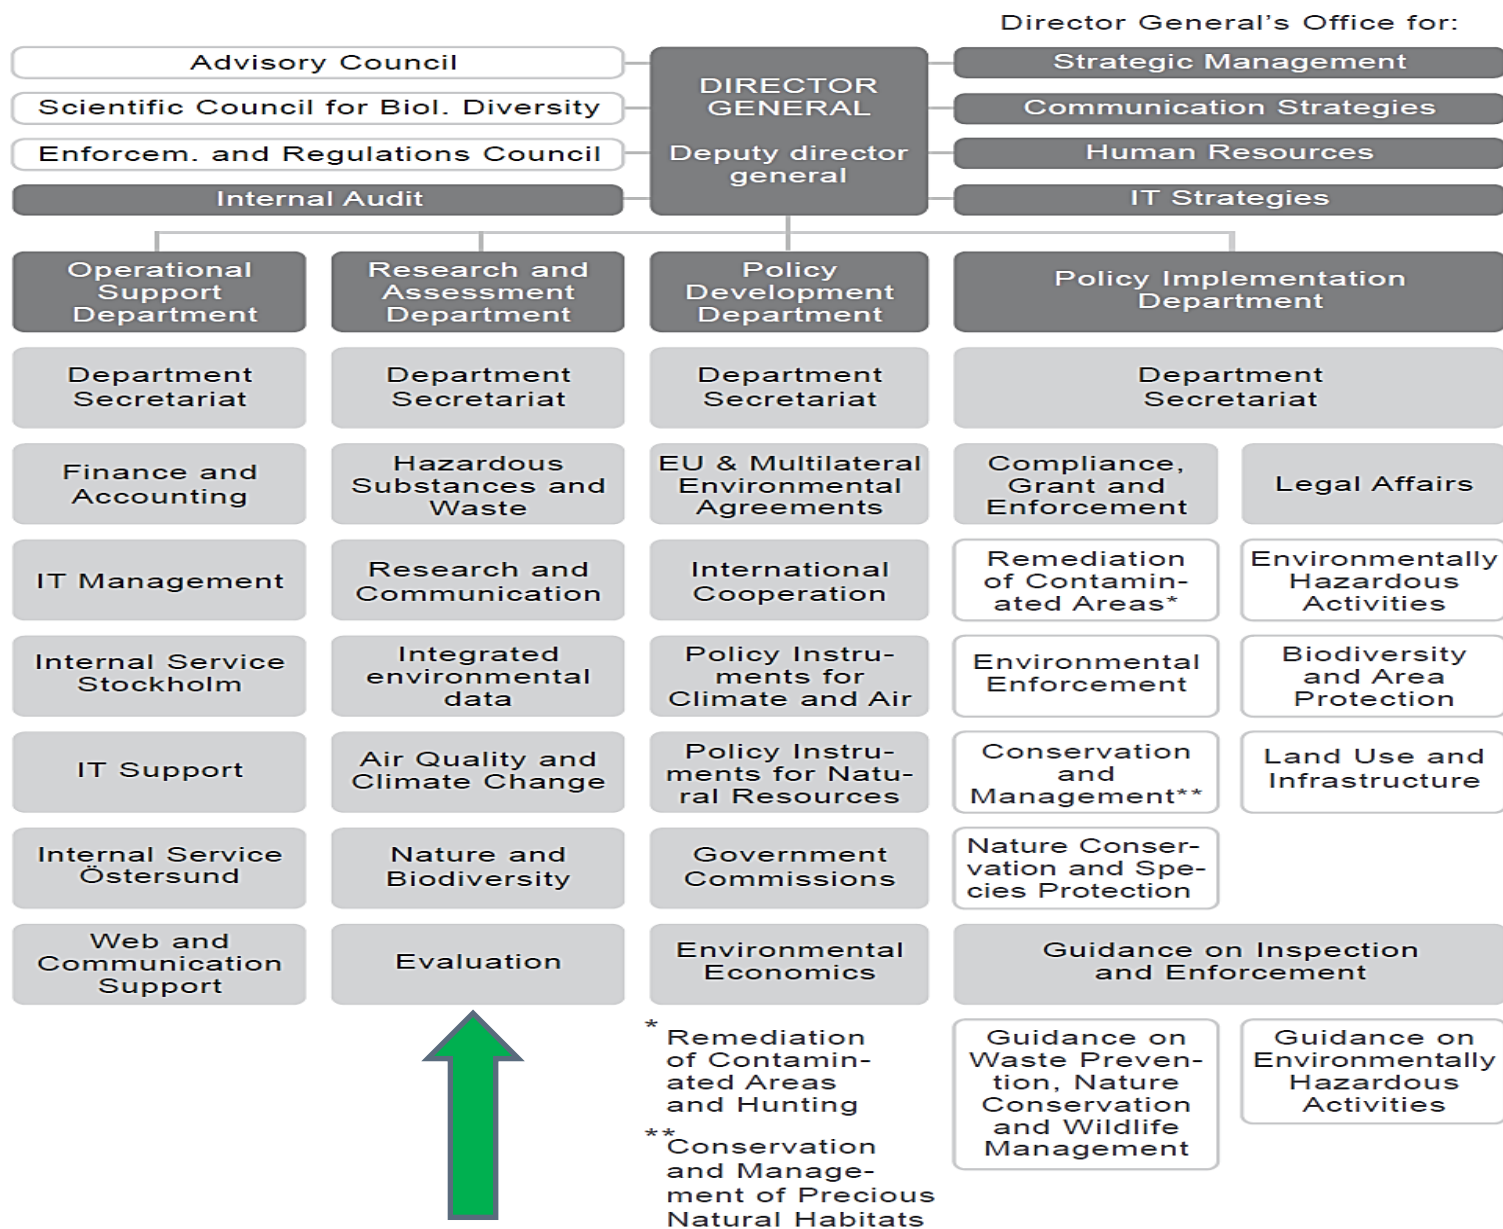 Director General's Office for:
Advisory Council
Scientific Council for Biol. Diversity
Enforcem. and Regulations Council
Internal Audit
DIRECTOR
GENERAL
Deputy director
general
Strategic Management
Communication Strategies
Human Resources
IT Strategies
Operational
Support
Department
Research and
Assessment
Department
Policy
Development
Department
Policy Implementation
Department
Department
Secretariat
Department
Secretariat
Department
Secretariat
Department
Secretariat
Finance and
Accounting
Hazardous
Substances and
Waste
EU & Multilateral
Environmental
Agreements
Compliance,
Grant and
Enforcement
Legal Affairs
IT Management
Research and
Communication
International
Cooperation
Remediation
of Contamin-
ated Areas*
Environmentally
Hazardous
Activities
Internal Service
Stockholm
Integrated
environmental
data
Policy Instru-
ments for
Climate and Air
Environmental
Enforcement
Biodiversity
and Area
Protection
IT Support
Air Quality and
Climate Change
Policy Instru-
ments for Natu-
ral Resources
Conservation
and
Management**
Land Use and
Infrastructure
Internal Service
Östersund
Nature and
Biodiversity
Government
Commissions
Nature Conser-
vation and Spe-
cies Protection
Web and
Communication
Support
Evaluation
Environmental
Economics
Guidance on Inspection
and Enforcement
* Remediation
of Contamin-
ated Areas
and Hunting
** Conservation
and Manage-
ment of Precious
Natural Habitats
Guidance on
Waste Preven-
tion, Nature
Conservation
and Wildlife
Management
Guidance on
Environmentally
Hazardous
Activities